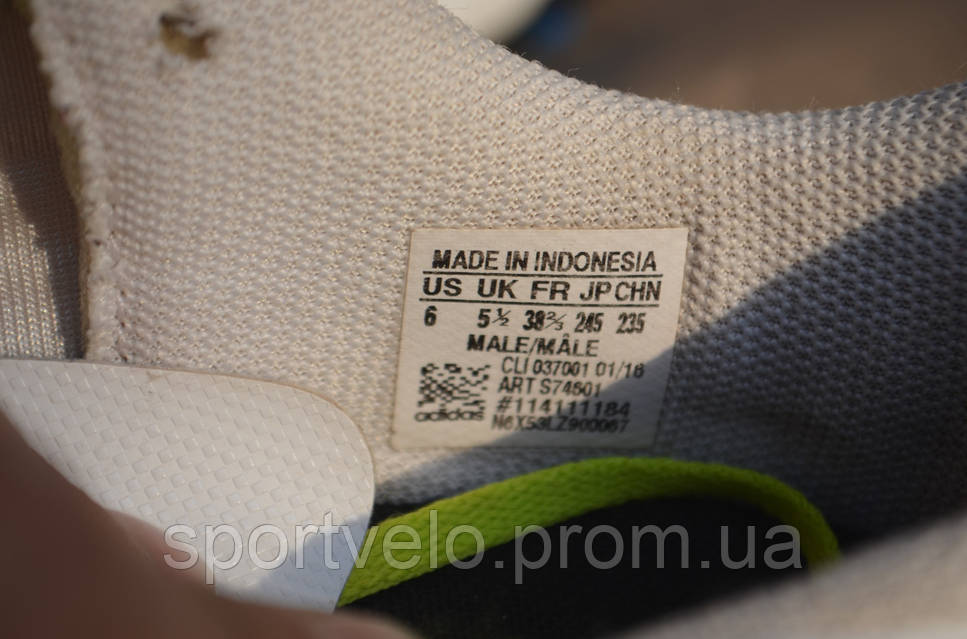 MADE IN INDONESIA
US UK FR JP CHN
6 5½ 38⅔ 245 235
MALE/MÂLE
CLI 037001 01/16
ART S74601
#114111184
adidas N6X53LZ900067
sportvelo.prom.ua